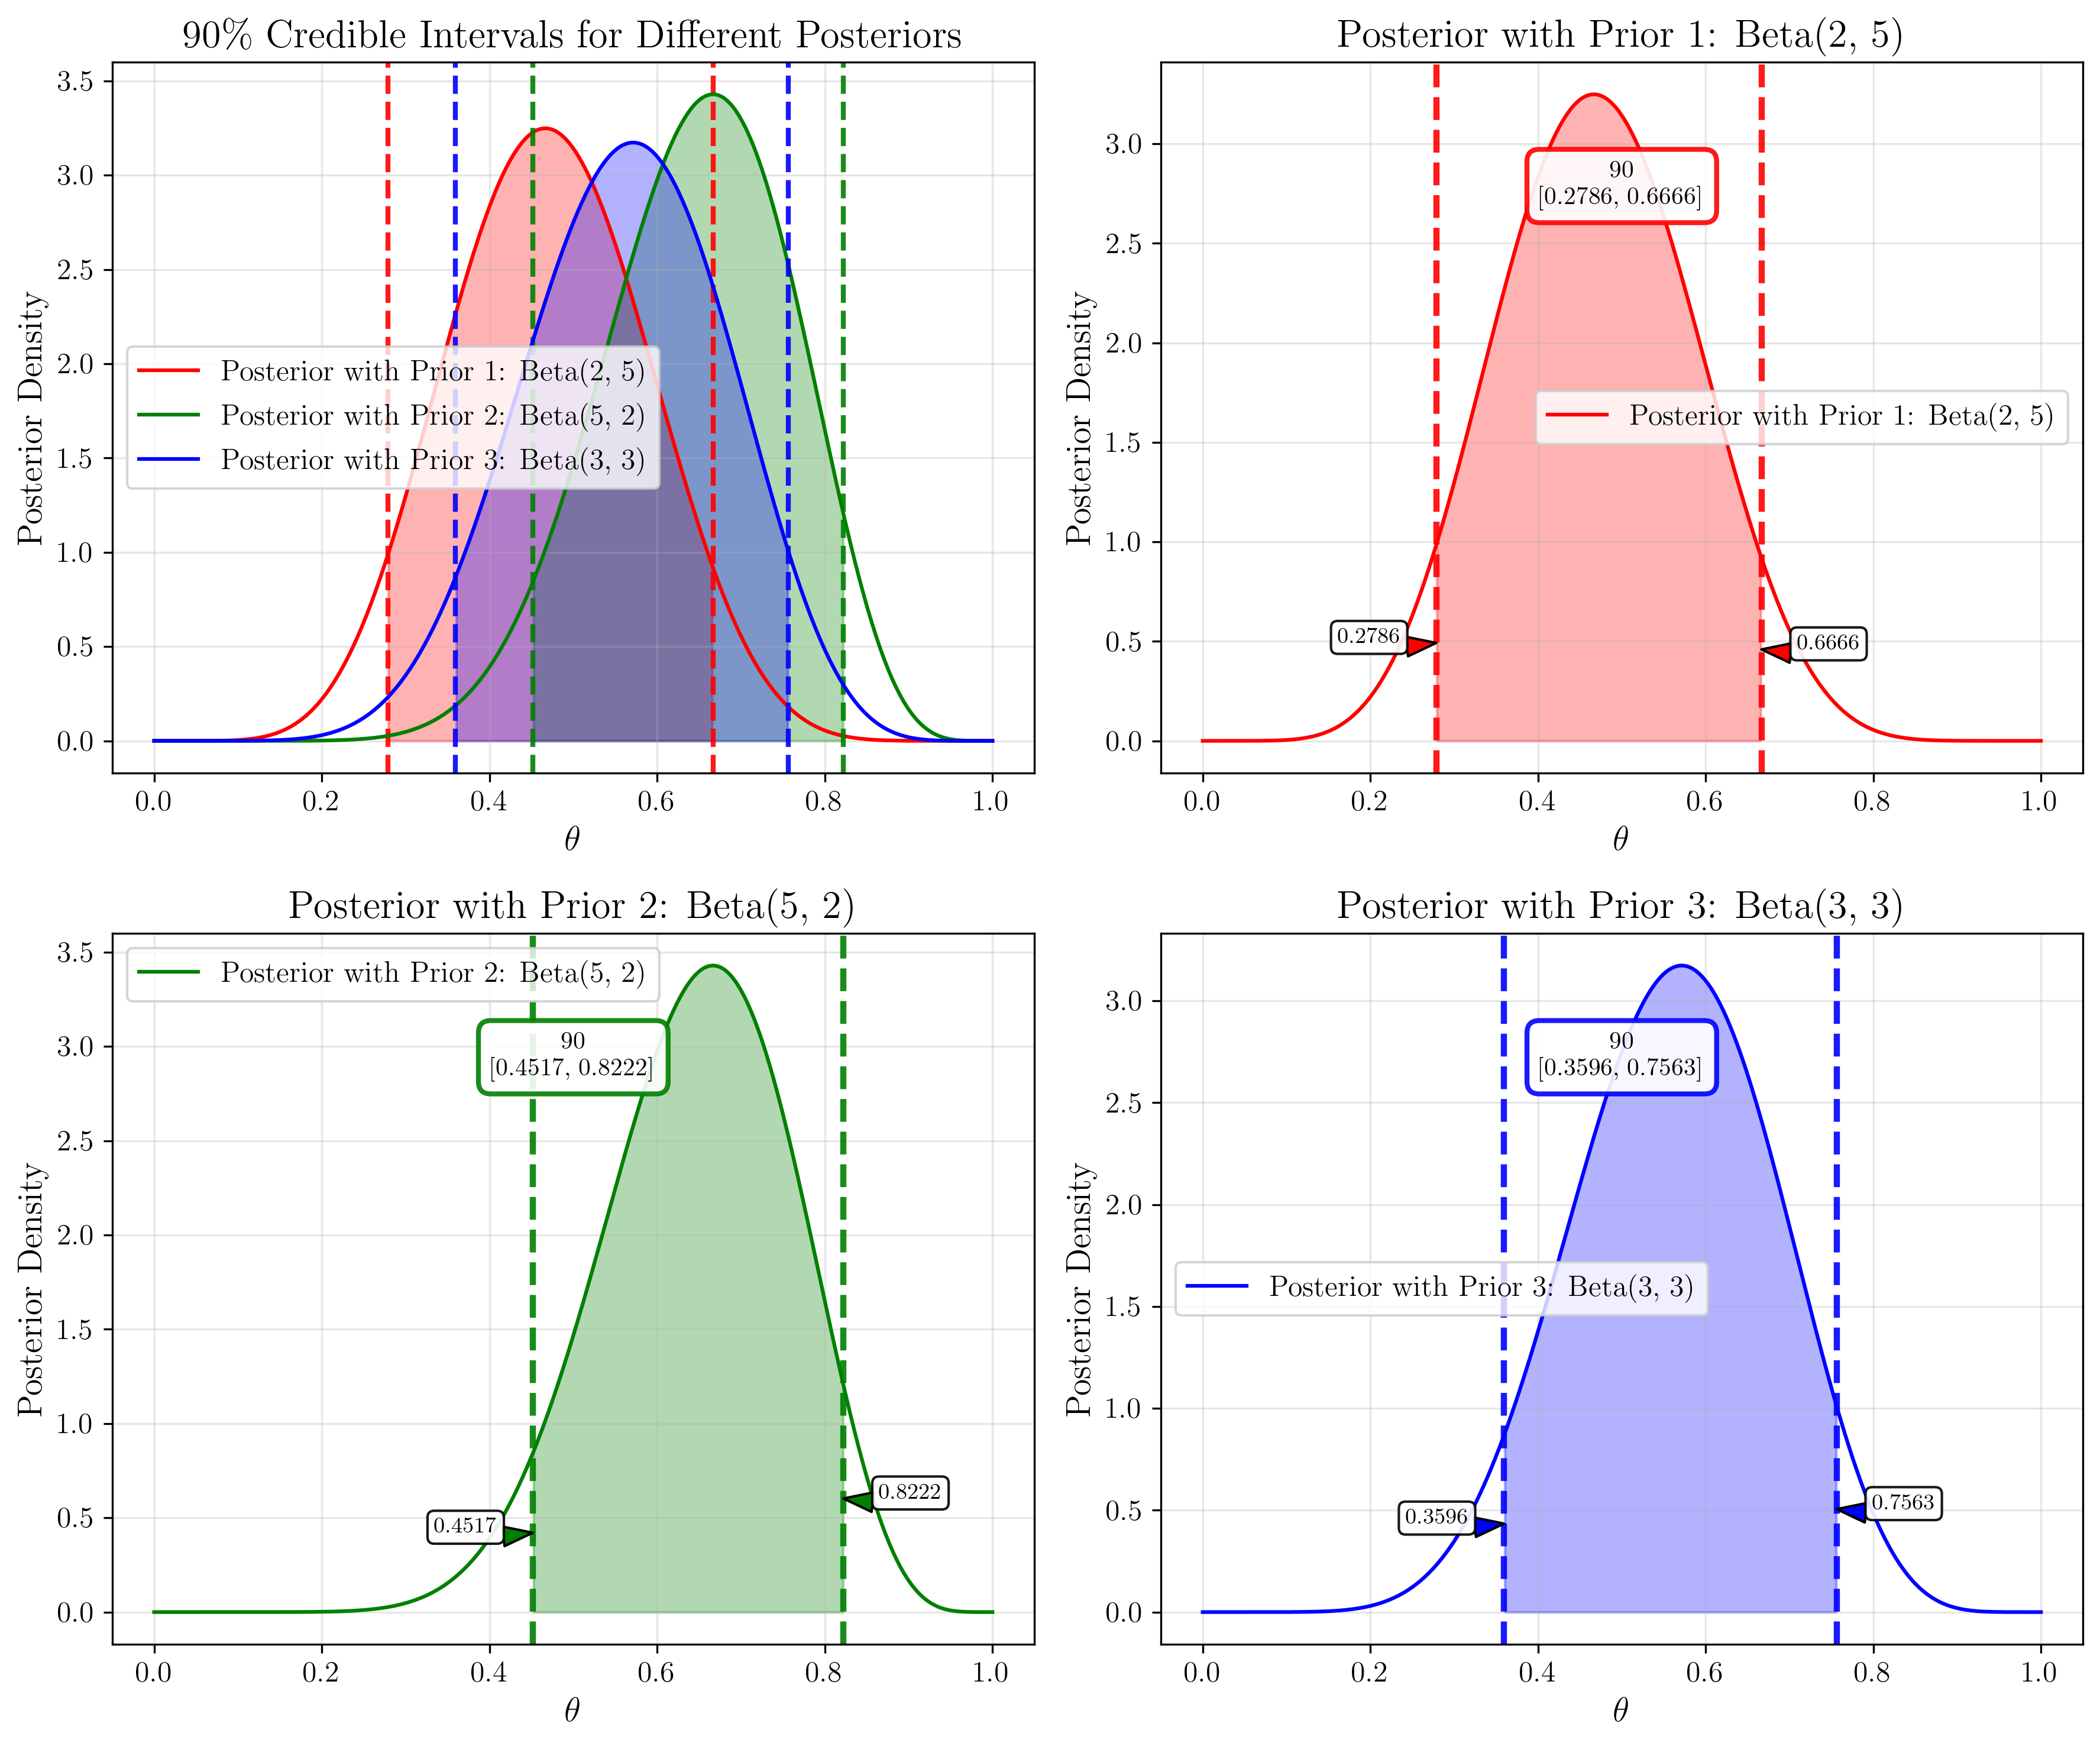 90% Credible Intervals for Different Posteriors
3.5
3.0
2.5
2.0
1.5
1.0
0.5
0.0
Posterior Density
Posterior with Prior 1: Beta(2, 5)
Posterior with Prior 2: Beta(5, 2)
Posterior with Prior 3: Beta(3, 3)
0.0 0.2 0.4 0.6 0.8 1.0
θ
Posterior with Prior 1: Beta(2, 5)
3.0
2.5
2.0
1.5
1.0
0.5
0.0
Posterior Density
90
[0.2786, 0.6666]
Posterior with Prior 1: Beta(2, 5)
0.2786
0.6666
0.0 0.2 0.4 0.6 0.8 1.0
θ
Posterior with Prior 2: Beta(5, 2)
3.5
3.0
2.5
2.0
1.5
1.0
0.5
0.0
Posterior Density
Posterior with Prior 2: Beta(5, 2)
90
[0.4517, 0.8222]
0.4517
0.8222
0.0 0.2 0.4 0.6 0.8 1.0
θ
Posterior with Prior 3: Beta(3, 3)
3.0
2.5
2.0
1.5
1.0
0.5
0.0
Posterior Density
90
[0.3596, 0.7563]
Posterior with Prior 3: Beta(3, 3)
0.3596
0.7563
0.0 0.2 0.4 0.6 0.8 1.0
θ